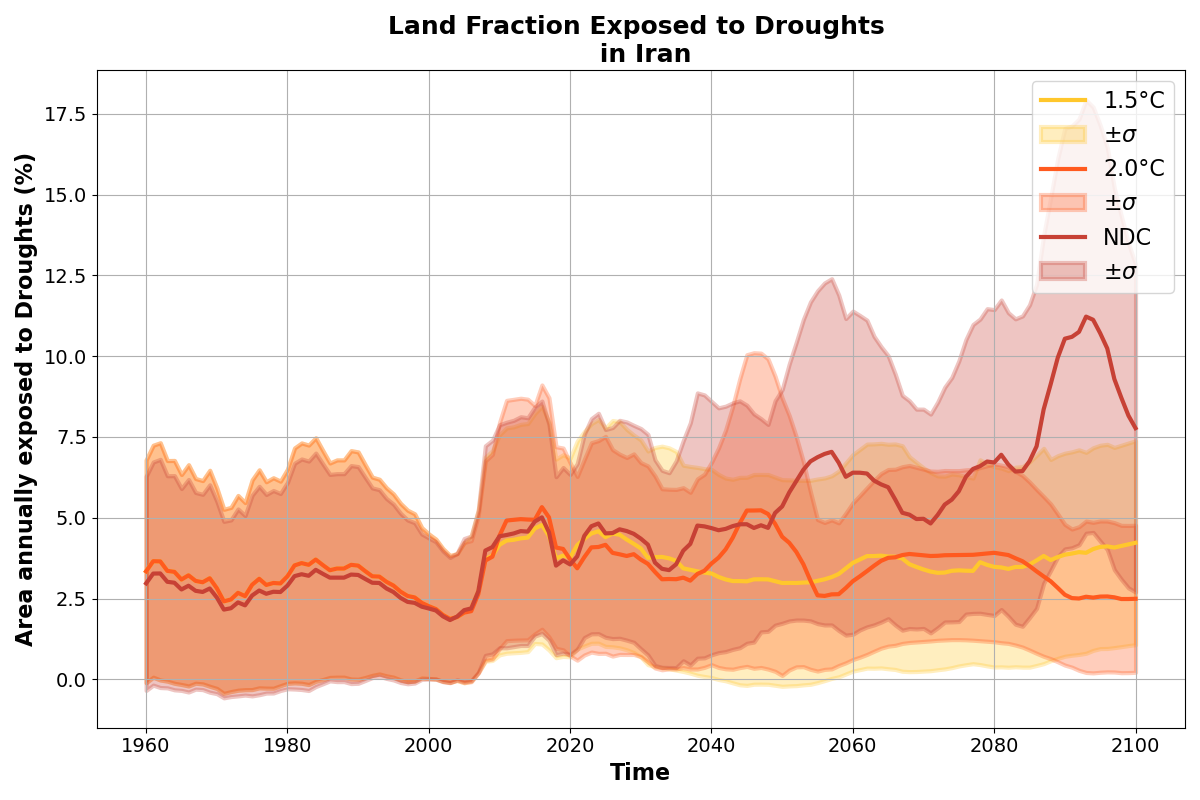 Land Fraction Exposed to Droughts
in Iran
Area annually exposed to Droughts (%)
17.5
15.0
12.5
10.0
7.5
5.0
2.5
0.0
1960
1980
2000
2020
2040
2060
2080
2100
Time
1.5°C
±σ
2.0°C
±σ
NDC
±σ